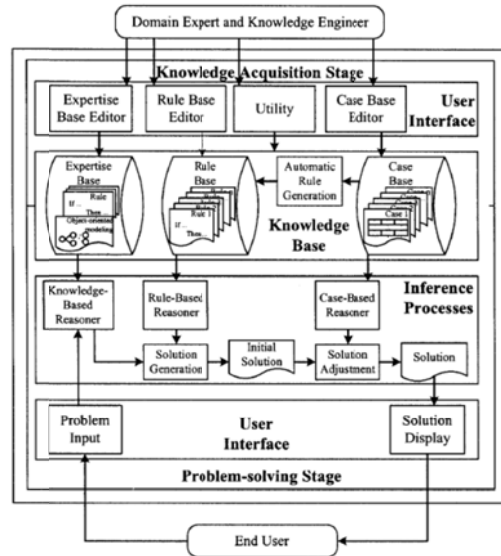 Domain Expert and Knowledge Engineer
Knowledge Acquisition Stage
Expertise
Base Editor
Rule Base
Editor
Utility
Case Base
Editor
User
Interface
Expertise
Base
Rule
If ...
Then ...
Object-oriented
modeling
Rule
Base
Rule 1
If ...
Then...
Automatic
Rule
Generation
Case
Base
Case 1
Knowledge
Base
Knowledge-
Based
Reasoner
Rule-Based
Reasoner
Case-Based
Reasoner
Inference
Processes
Solution
Generation
Initial
Solution
Solution
Adjustment
Solution
Problem
Input
User
Interface
Solution
Display
Problem-solving Stage
End User